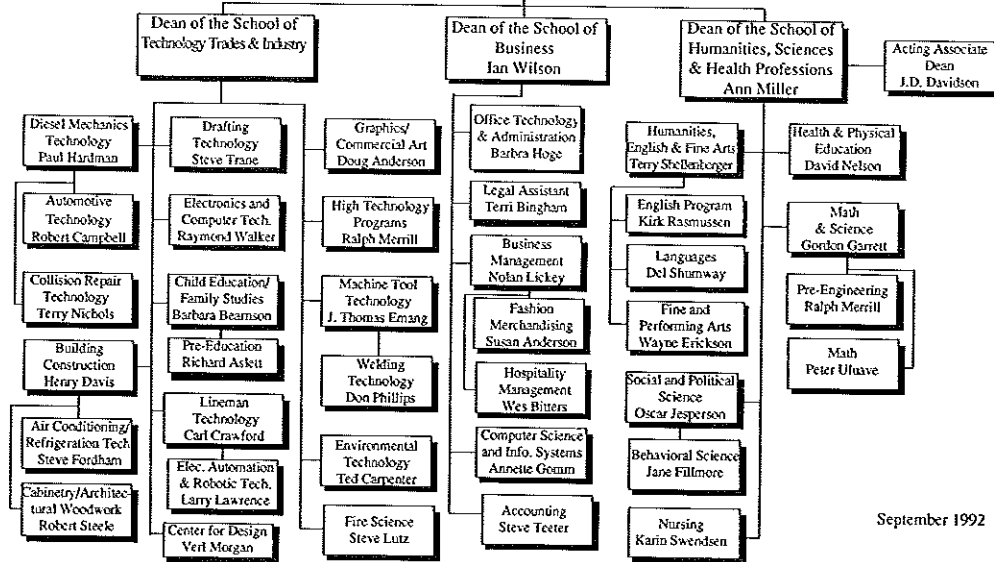 Dean of the School of
Technology Trades & Industry
Dean of the School of
Business
Jan Wilson
Dean of the School of
Humanities, Sciences
& Health Professions
Ann Miller
Acting Associate
Dean
J.D. Davidson
Diesel Mechanics
Technology
Paul Hardman
Automotive
Technology
Robert Campbell
Collision Repair
Technology
Terry Nichols
Building
Construction
Henry Davis
Air Conditioning/
Refrigeration Tech
Steve Fordham
Cabinetry/Architec-
tural Woodwork
Robert Steele
Drafting
Technology
Steve Trane
Electronics and
Computer Tech.
Raymond Walker
Child Education/
Family Studies
Barbara Bearnson
Pre-Education
Richard Aslett
Lineman
Technology
Carl Crawford
Elec. Automation
& Robotic Tech.
Larry Lawrence
Center for Design
Verl Morgan
Graphics/
Commercial Art
Doug Anderson
High Technology
Programs
Ralph Merrill
Machine Tool
Technology
J. Thomas Emang
Welding
Technology
Don Phillips
Environmental
Technology
Ted Carpenter
Fire Science
Steve Lutz
Office Technology
& Administration
Barbra Hoge
Legal Assistant
Terri Bingham
Business
Management
Nolan Lickey
Fashion
Merchandising
Susan Anderson
Hospitality
Management
Wes Bitters
Computer Science
and Info. Systems
Annette Gomm
Accounting
Steve Teeter
Humanities,
English & Fine Arts
Terry Shellenberger
English Program
Kirk Rasmussen
Languages
Del Shumway
Fine and
Performing Arts
Wayne Erickson
Social and Political
Science
Oscar Jesperson
Behavioral Science
Jane Fillmore
Nursing
Karin Swendsen
Health & Physical
Education
David Nelson
Math
& Science
Gordon Garrett
Pre-Engineering
Ralph Merrill
Math
Peter Uluave
September 1992